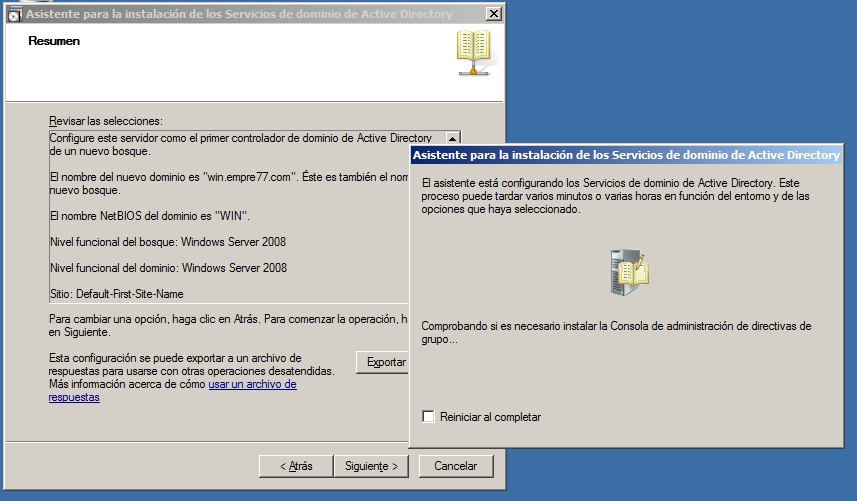 Asistente para la instalación de los Servicios de dominio de Active Directory
Resumen
Revisar las selecciones:
Configure este servidor como el primer controlador de dominio de Active Directory
de un nuevo bosque.
El nombre del nuevo dominio es "win.empre77.com". Éste es también el nom
nuevo bosque.
El nombre NetBIOS del dominio es "WIN".
Nivel funcional del bosque: Windows Server 2008
Nivel funcional del dominio: Windows Server 2008
Sitio: Default-First-Site-Name
Para cambiar una opción, haga clic en Atrás. Para comenzar la operación, h
en Siguiente.
Esta configuración se puede exportar a un archivo de
respuestas para usarse con otras operaciones desatendidas.
Más información acerca de cómo usar un archivo de
respuestas
Exportar
< Atrás
Siguiente >
Cancelar
Asistente para la instalación de los Servicios de dominio de Active Directory
El asistente está configurando los Servicios de dominio de Active Directory. Este
proceso puede tardar varios minutos o varias horas en función del entorno y de las
opciones que haya seleccionado.
Comprobando si es necesario instalar la Consola de administración de directivas de
grupo...
Reiniciar al completar